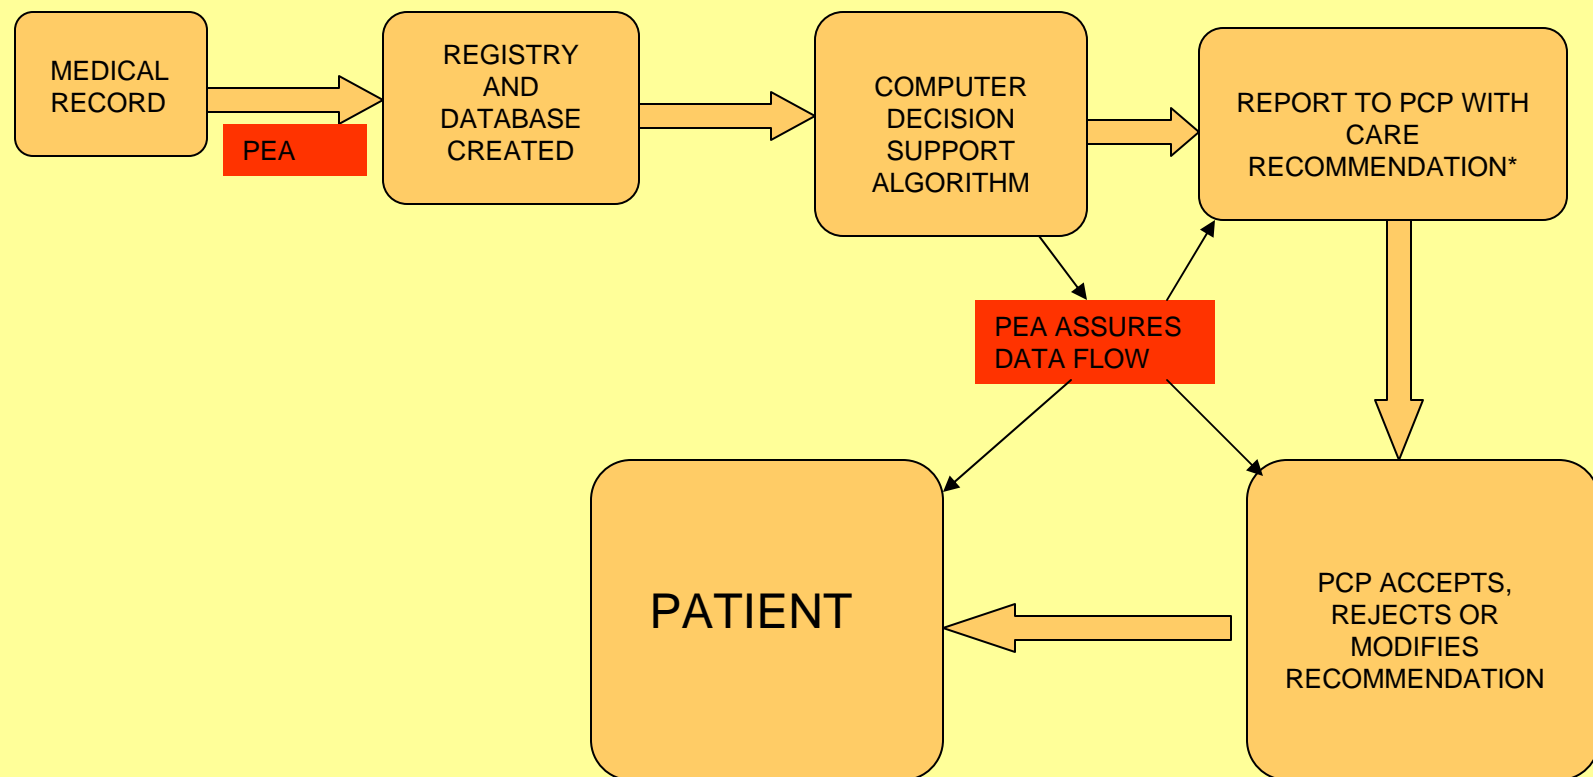 MEDICAL
RECORD
PEA
REGISTRY
AND
DATABASE
CREATED
COMPUTER
DECISION
SUPPORT
ALGORITHM
REPORT TO PCP WITH
CARE
RECOMMENDATION*
PEA ASSURES
DATA FLOW
PATIENT
PCP ACCEPTS,
REJECTS OR
MODIFIES
RECOMMENDATION